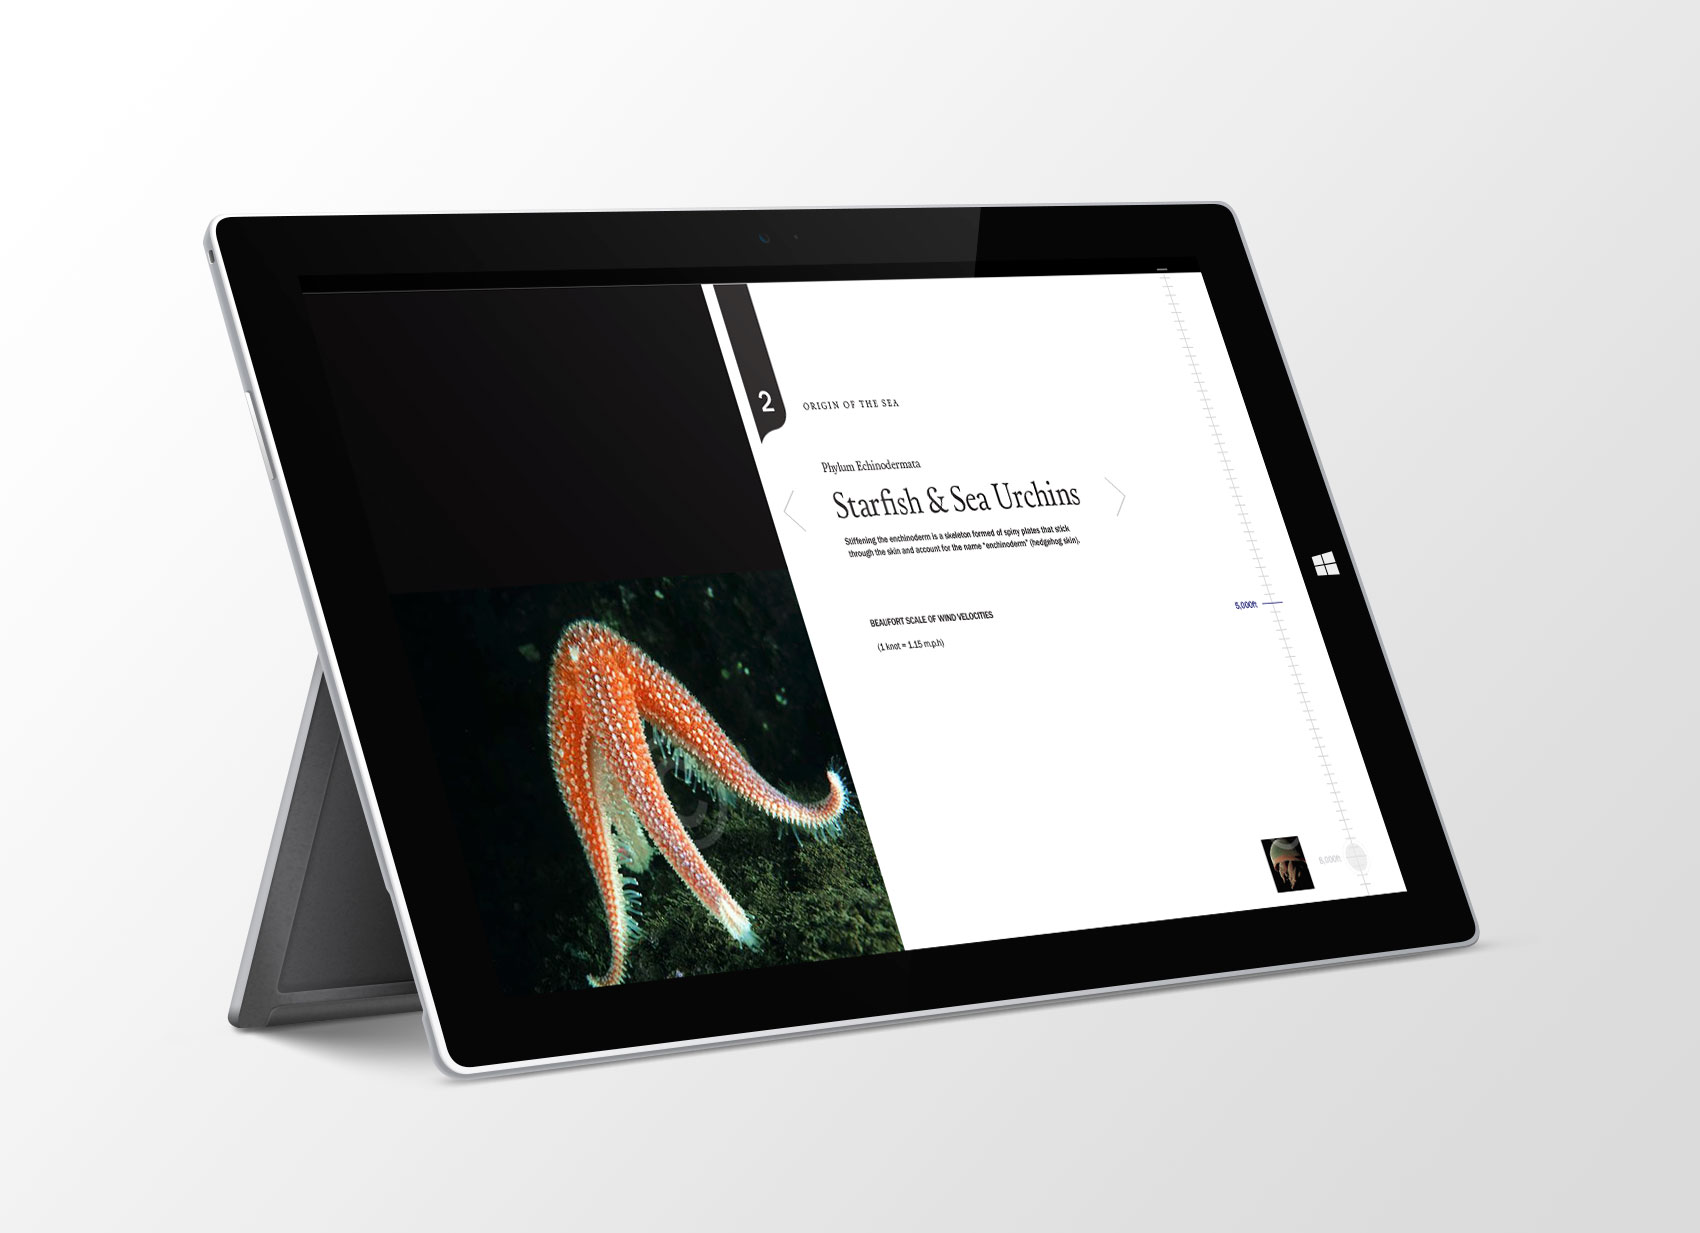 2
ORIGIN OF THE SEA
Phylum Echinodermata
Starfish & Sea Urchins
Stiffening the enchinoderm is a skeleton formed of spiny plates that stick
through the skin and account for the name "enchinoderm" (hedgehog skin).
BEAUFORT SCALE OF WIND VELOCITIES
(1 knot = 1.15 m.p.h)
5,000ft